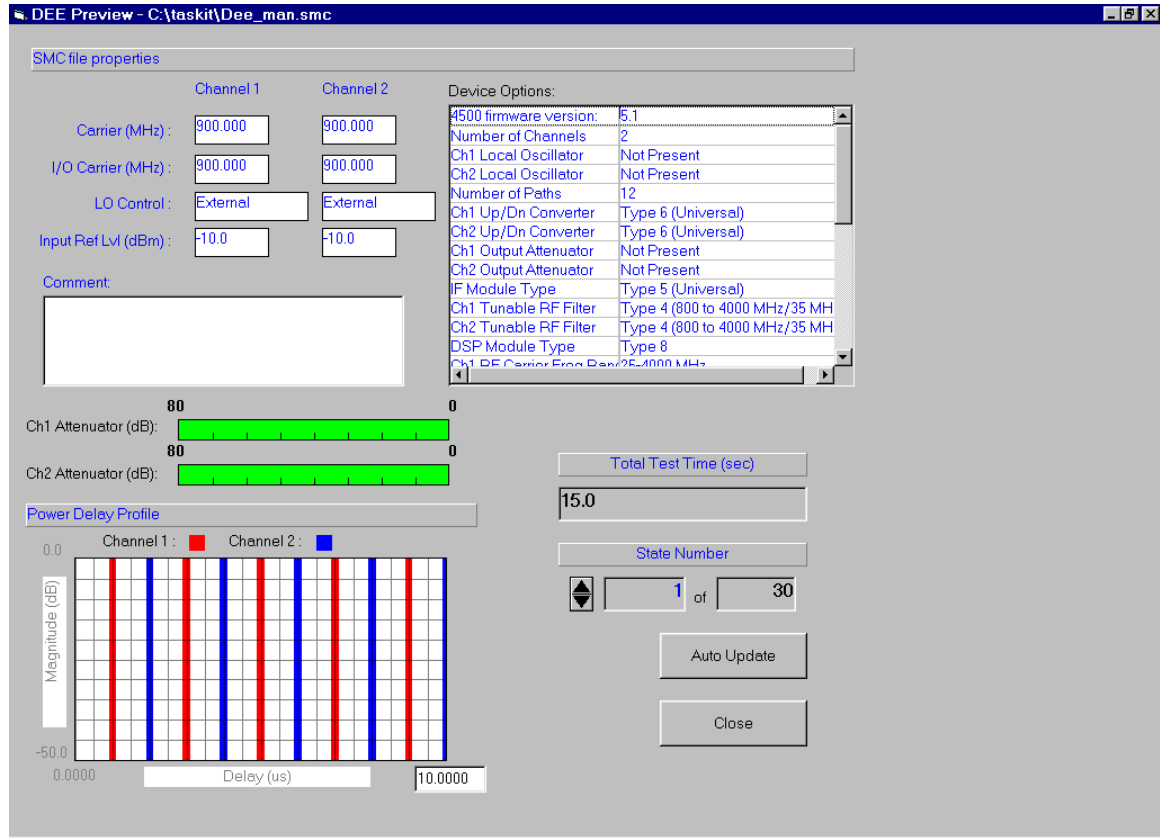 DEE Preview - C:\taskit\Dee_man.smc
SMC file properties
Channel 1 Channel 2
Carrier (MHz) : 900.000 900.000
I/O Carrier (MHz) : 900.000 900.000
LO Control : External External
Input Ref Lvl (dBm) : -10.0 -10.0
Comment:
Device Options:
4500 firmware version: 5.1
Number of Channels 2
Ch1 Local Oscillator Not Present
Ch2 Local Oscillator Not Present
Number of Paths 12
Ch1 Up/Dn Converter Type 6 (Universal)
Ch2 Up/Dn Converter Type 6 (Universal)
Ch1 Output Attenuator Not Present
Ch2 Output Attenuator Not Present
IF Module Type Type 5 (Universal)
Ch1 Tunable RF Filter Type 4 (800 to 4000 MHz/35 MH
Ch2 Tunable RF Filter Type 4 (800 to 4000 MHz/35 MH
DSP Module Type Type 8
Ch1 RF Carrier Freq Ran 25-4000 MHz
80 0
Ch1 Attenuator (dB):
80 0
Ch2 Attenuator (dB):
Total Test Time (sec)
15.0
Power Delay Profile
Channel 1 : Channel 2 :
0.0
Magnitude (dB)
-50.0
0.0000 Delay (us) 10.0000
State Number
1 of 30
Auto Update
Close